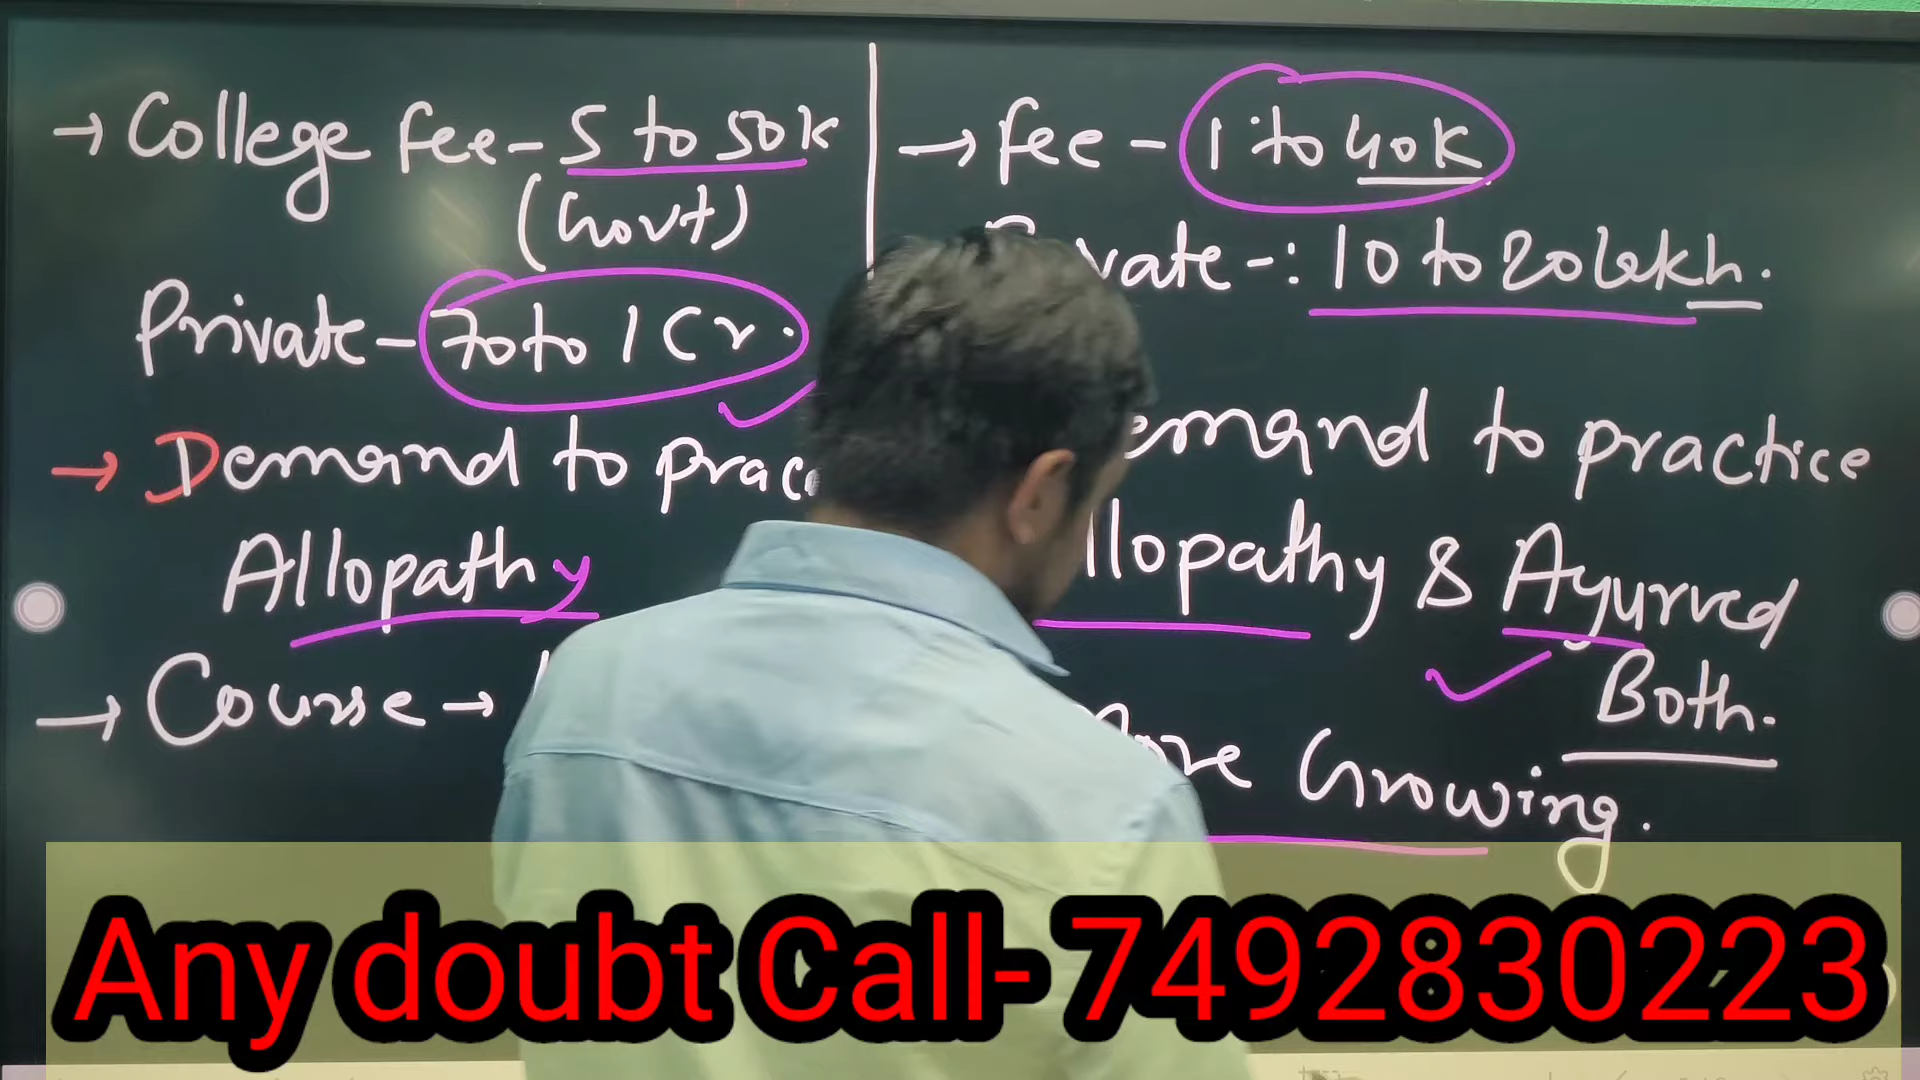 → College fee - 5 to 50k
(Govt)
Private - 70 to 1 Cr.
→ Demand to prac
Allopathy
→ Course →
→ fee - 1 to 40K
vate -: 10 to 20 lakh.
emand to practice
llopathy & Ayurved
Both.
More Growing.
Any doubt Call- 7492830223